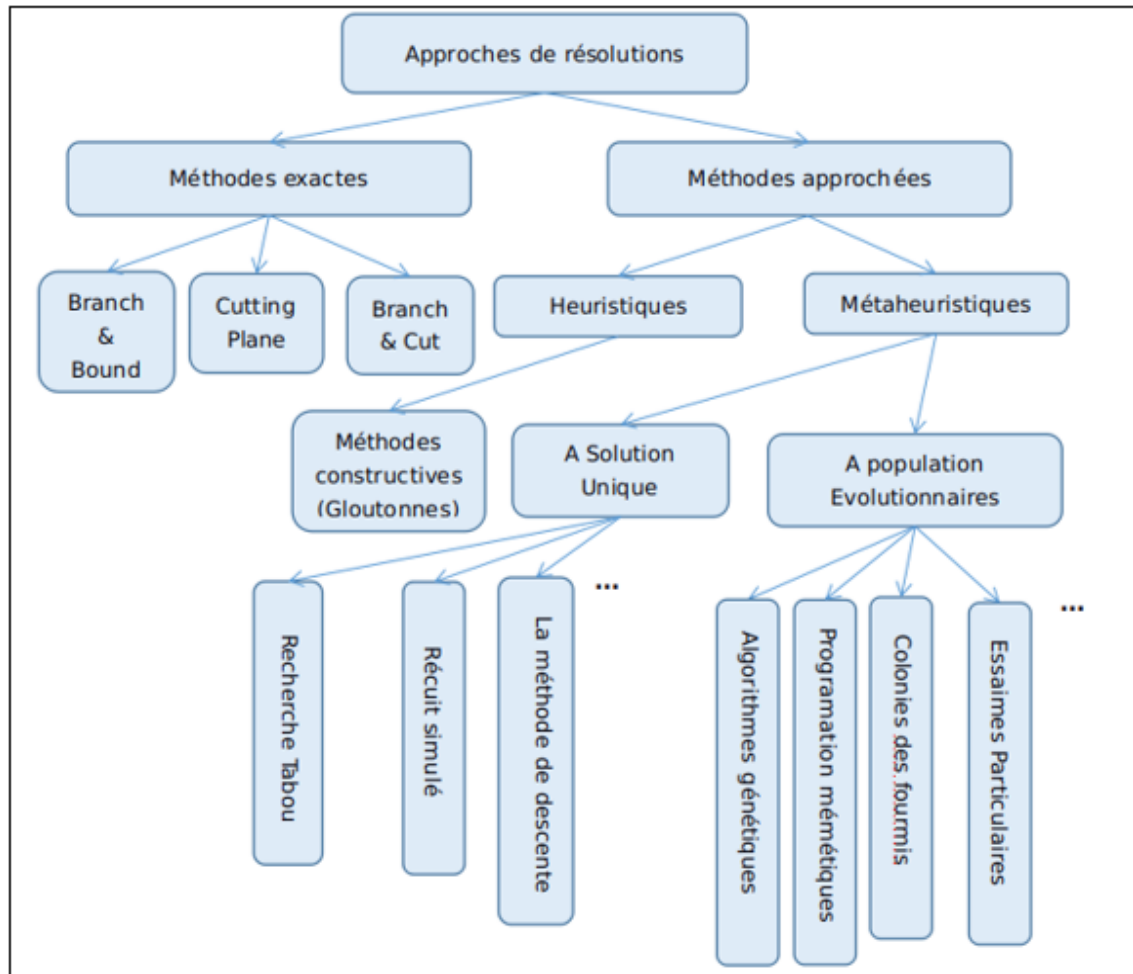 Approches de résolutions
Méthodes exactes
Méthodes approchées
Branch
&
Bound
Cutting
Plane
Branch
& Cut
Heuristiques
Métaheuristiques
Méthodes
constructives
(Gloutonnes)
A Solution
Unique
A population
Evolutionnaires
Recherche Tabou
Récuit simulé
La méthode de descente
...
Algorithmes génétiques
Programation mémétiques
Colonies des fourmis
Essaimes Particulaires
...